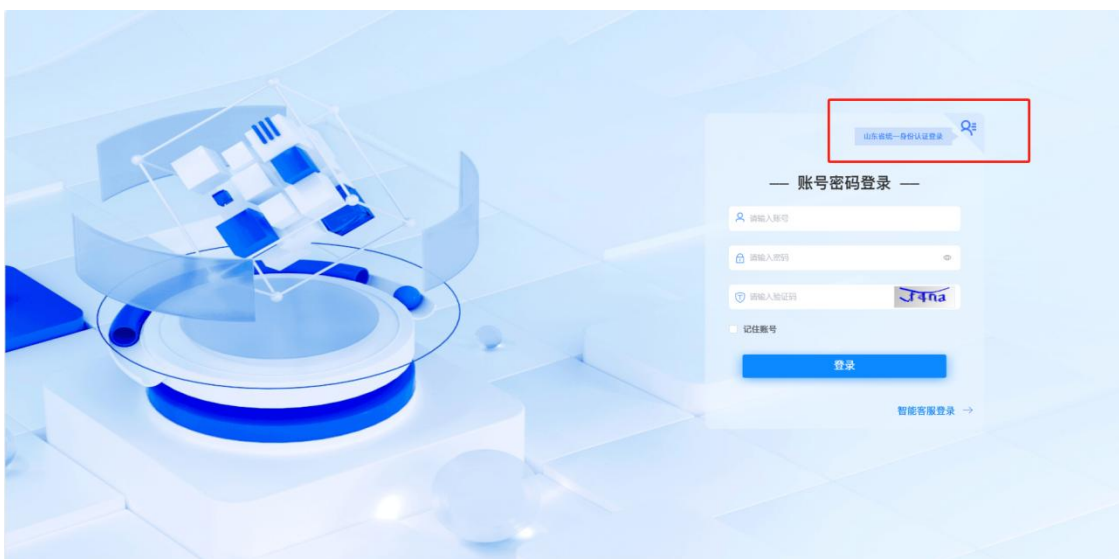 山东省统一身份认证登录
— 账号密码登录 —
请输入账号
请输入密码
请输入验证码
记住账号
登录
智能客服登录 →